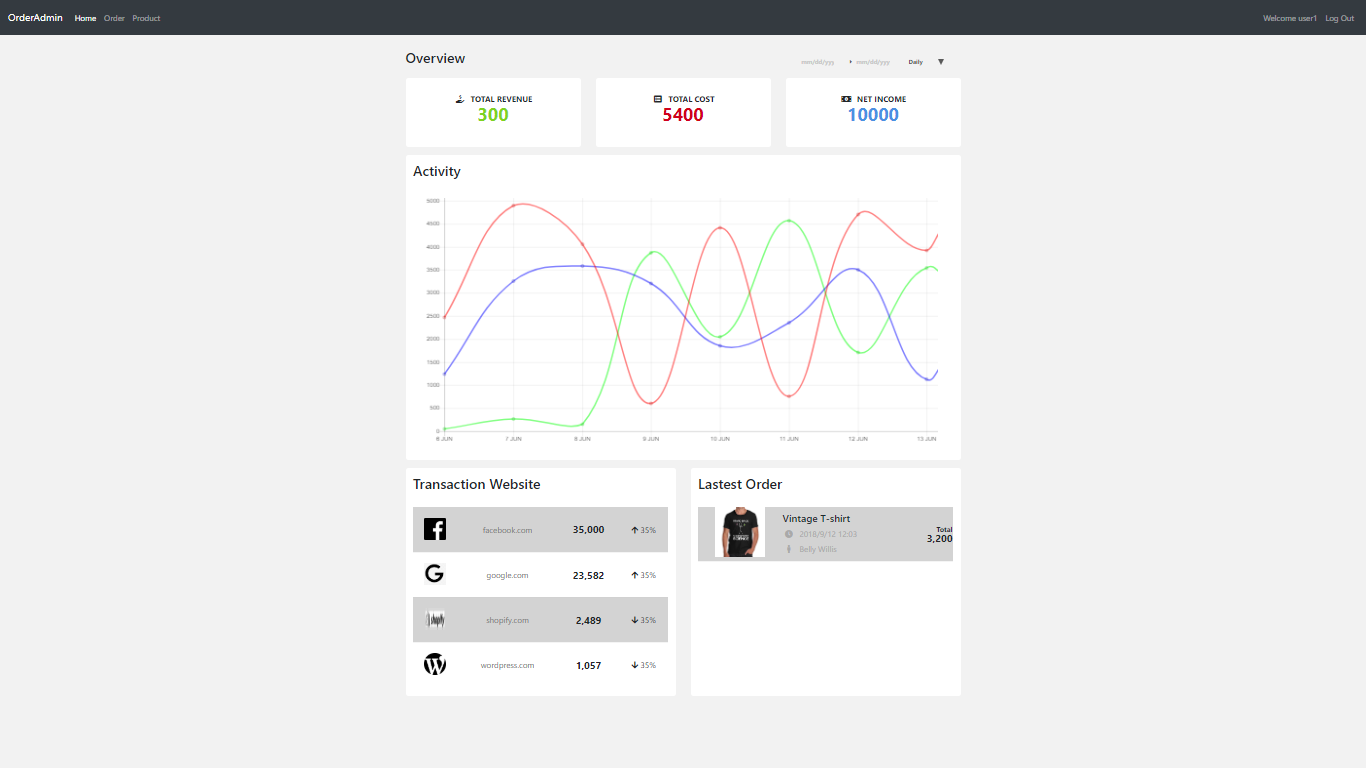 OrderAdmin Home Order Product Welcome user1 Log Out
Overview mm/dd/yyy mm/dd/yyy Daily
TOTAL REVENUE
300
TOTAL COST
5400
NET INCOME
10000
Activity
5000
4500
4000
3500
3000
2500
2000
1500
1000
500
0
6 JUN 7 JUN 8 JUN 9 JUN 10 JUN 11 JUN 12 JUN 13 JUN
Transaction Website
facebook.com 35,000 35%
google.com 23,582 35%
shopify.com 2,489 35%
wordpress.com 1,057 35%
Lastest Order
Vintage T-shirt
2018/9/12 12:03
Belly Willis
Total
3,200